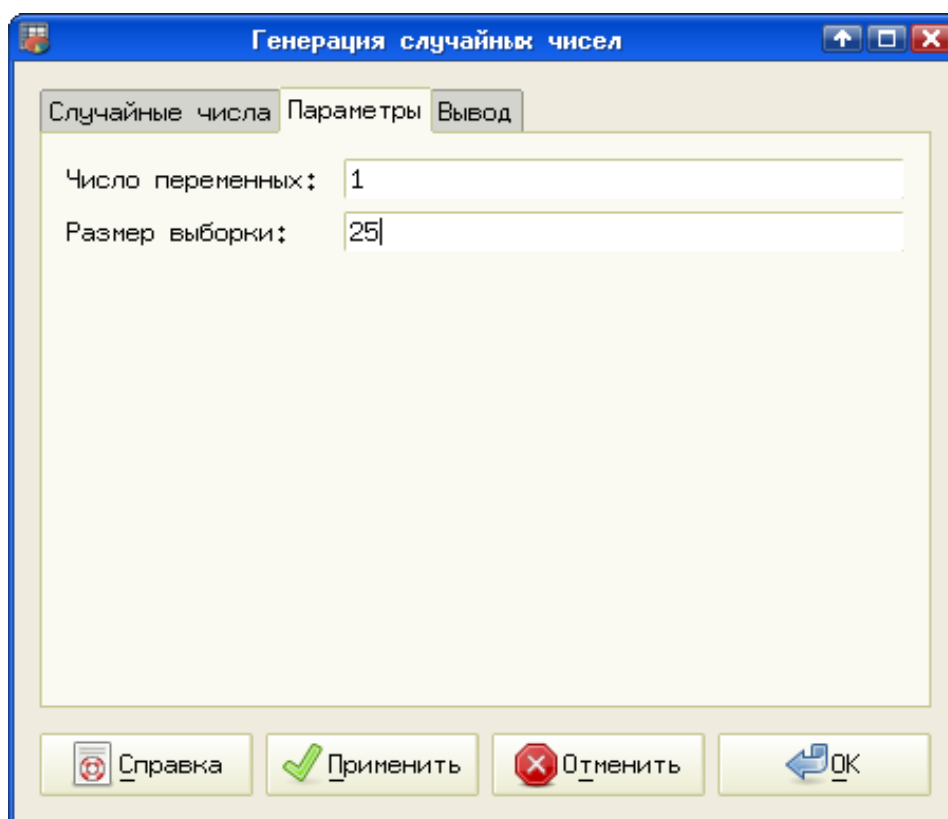 Генерация случайных чисел
Случайные числа Параметры Вывод
Число переменных: 1
Размер выборки: 25
Справка Применить Отменить OK